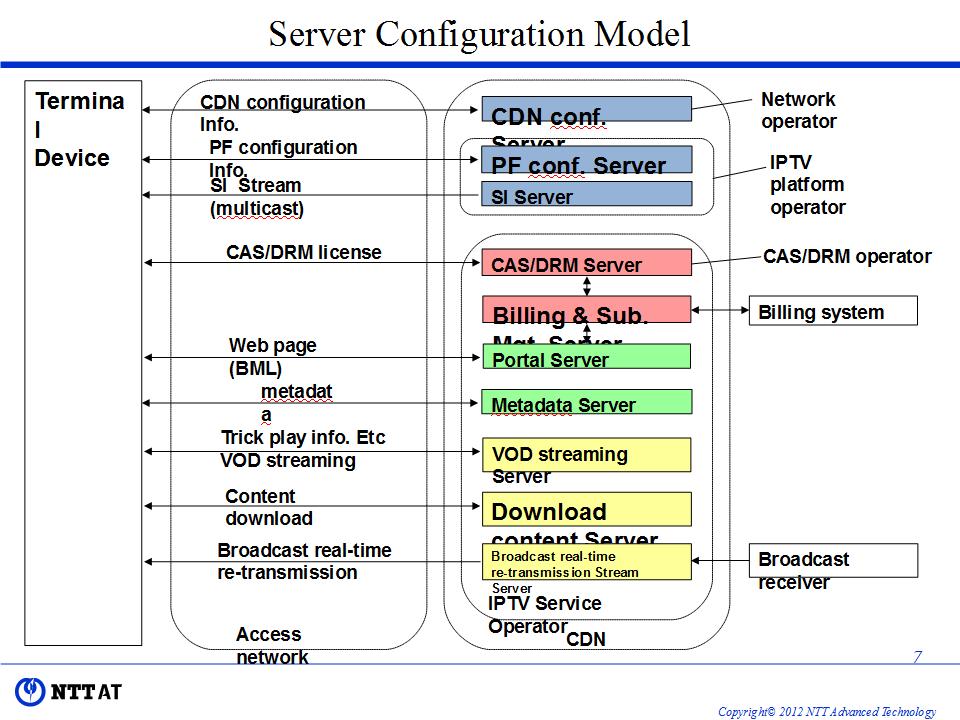 Server Configuration Model
Termina
l
Device
CDN configuration
Info.
PF configuration
Info.
SI Stream
(multicast)
CAS/DRM license
Web page
(BML)
metadat
a
Trick play info. Etc
VOD streaming
Content
download
Broadcast real-time
re-transmission
Access
network
CDN conf.
Server
PF conf. Server
SI Server
CAS/DRM Server
Billing & Sub.
Mgt. Server
Portal Server
Metadata Server
VOD streaming
Server
Download
content Server
Broadcast real-time
re-transmission Stream
Server
IPTV Service
Operator
CDN
Network
operator
IPTV
platform
operator
CAS/DRM operator
Billing system
Broadcast
receiver
7
NTT AT
Copyright© 2012 NTT Advanced Technology